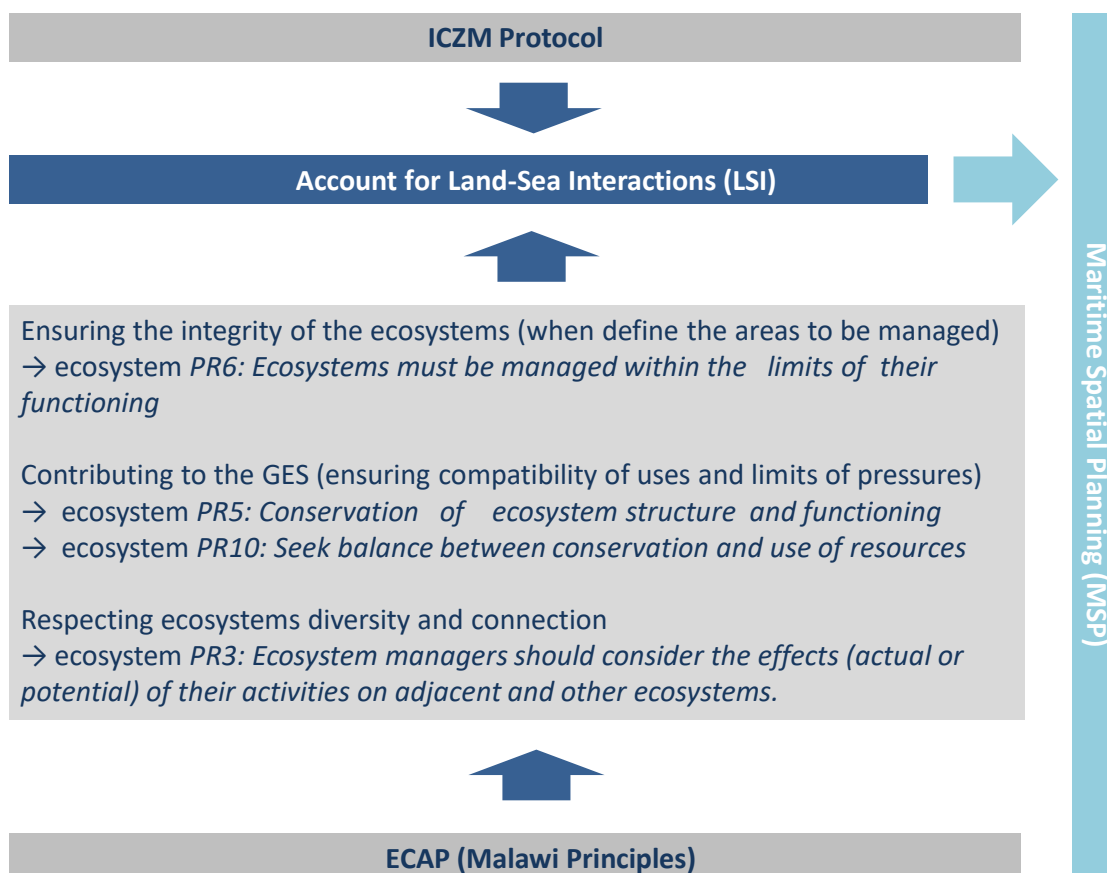 ICZM Protocol
Account for Land-Sea Interactions (LSI)
Ensuring the integrity of the ecosystems (when define the areas to be managed)
→ ecosystem PR6: Ecosystems must be managed within the limits of their
functioning
Contributing to the GES (ensuring compatibility of uses and limits of pressures)
→ ecosystem PR5: Conservation of ecosystem structure and functioning
→ ecosystem PR10: Seek balance between conservation and use of resources
Respecting ecosystems diversity and connection
→ ecosystem PR3: Ecosystem managers should consider the effects (actual or
potential) of their activities on adjacent and other ecosystems.
ECAP (Malawi Principles)
Maritime Spatial Planning (MSP)